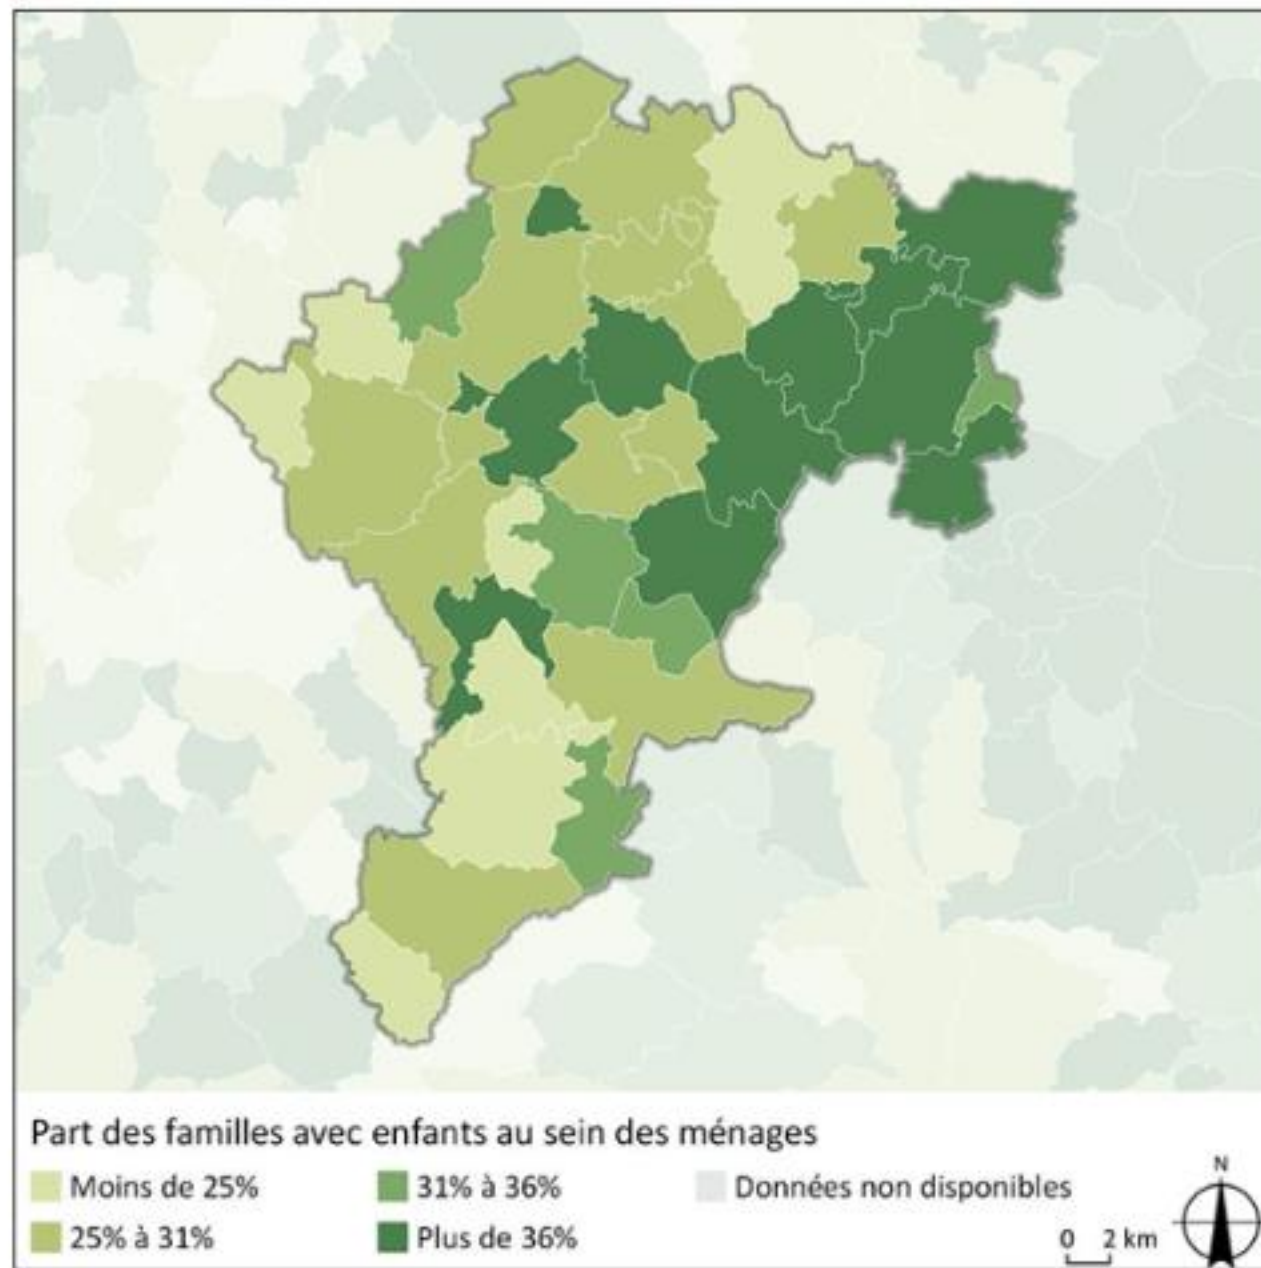 Part des familles avec enfants au sein des ménages
Moins de 25%
31% à 36%
Données non disponibles
25% à 31%
Plus de 36%
N
0 2 km